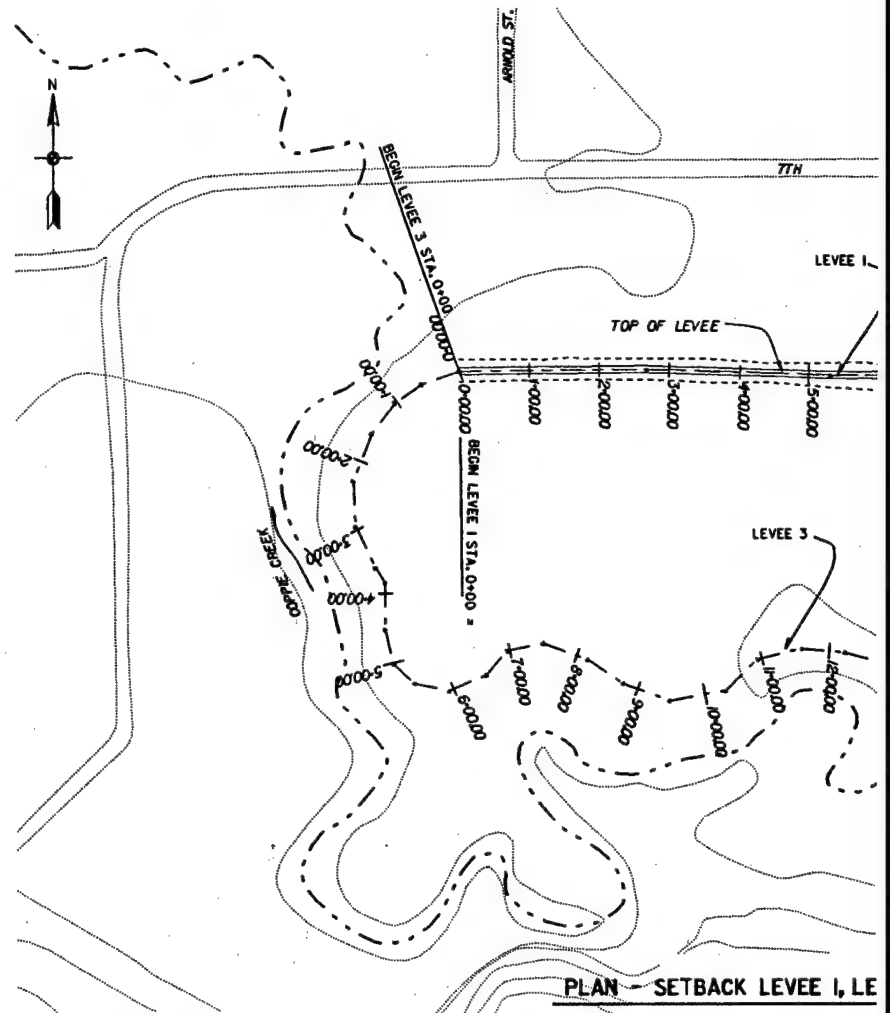 ARNOLD ST.
N
7TH
BEGIN LEVEE 3 STA. 0+00
0+00.00
LEVEE 1
TOP OF LEVEE
0+00.00
1+00.00
2+00.00
3+00.00
4+00.00
5+00.00
BEGIN LEVEE 1 STA. 0+00 =
1+00.00
2+00.00
3+00.00
4+00.00
5+00.00
6+00.00
7+00.00
8+00.00
9+00.00
10+00.00
11+00.00
12+00.00
COPPIE CREEK
LEVEE 3
PLAN - SETBACK LEVEE 1, LE